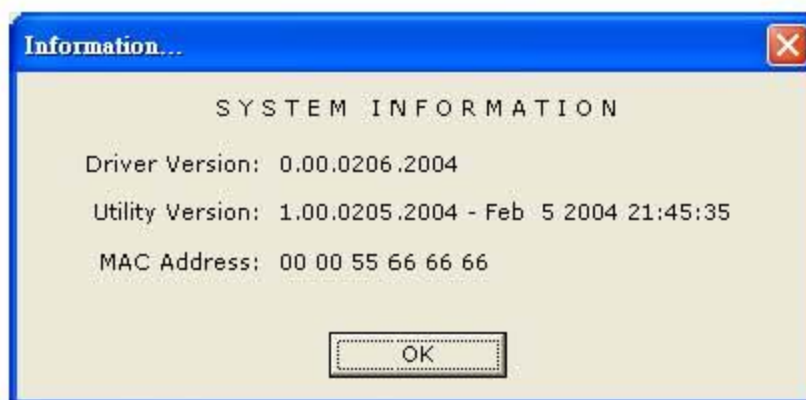 Information...
SYSTEM INFORMATION
Driver Version: 0.00.0206.2004
Utility Version: 1.00.0205.2004 - Feb 5 2004 21:45:35
MAC Address: 00 00 55 66 66 66
OK